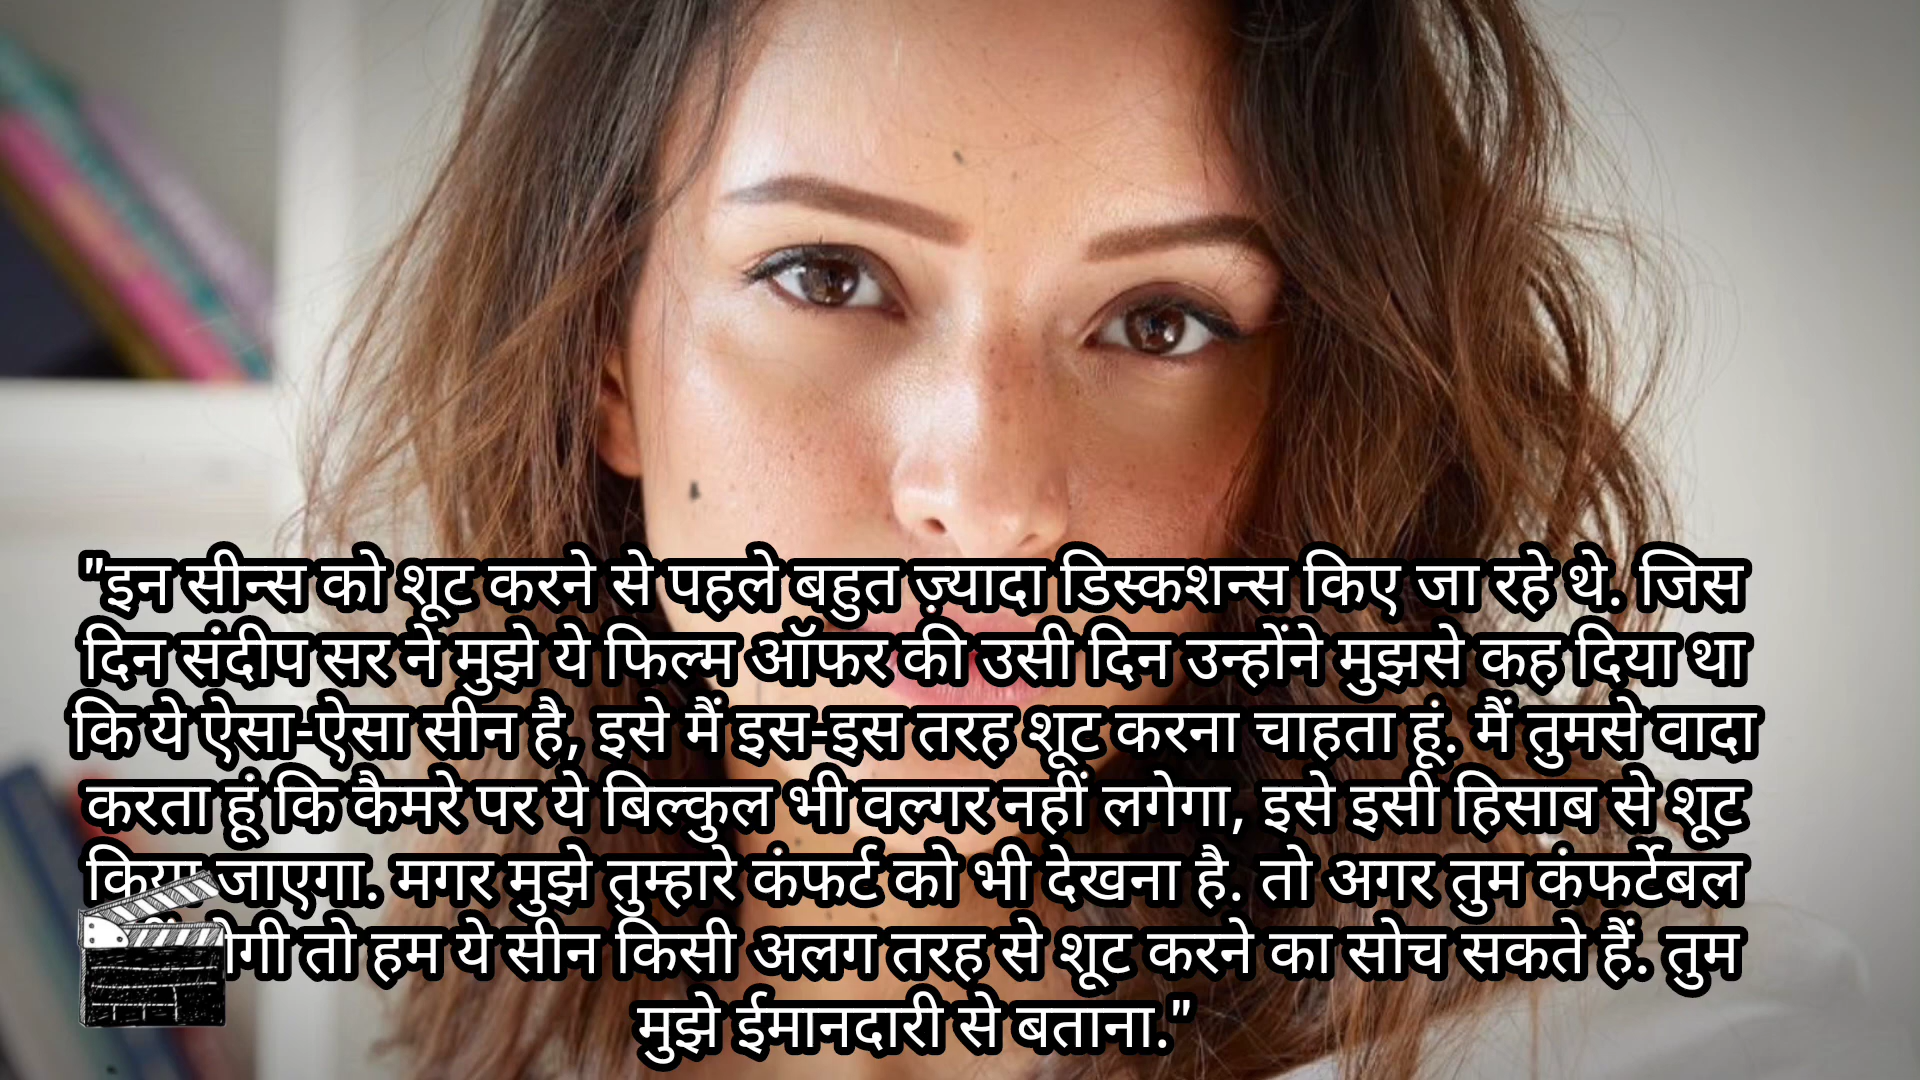 "इन सीन्स को शूट करने से पहले बहुत ज़्यादा डिस्कशन्स किए जा रहे थे. जिस
दिन संदीप सर ने मुझे ये फिल्म ऑफर की उसी दिन उन्होंने मुझसे कह दिया था
कि ये ऐसा-ऐसा सीन है, इसे मैं इस-इस तरह शूट करना चाहता हूं. मैं तुमसे वादा
करता हूं कि कैमरे पर ये बिल्कुल भी वल्गर नहीं लगेगा, इसे इसी हिसाब से शूट
किया जाएगा. मगर मुझे तुम्हारे कंफर्ट को भी देखना है. तो अगर तुम कंफर्टेबल
तो हम ये सीन किसी अलग तरह से शूट करने का सोच सकते हैं. तुम
मुझे ईमानदारी से बताना."